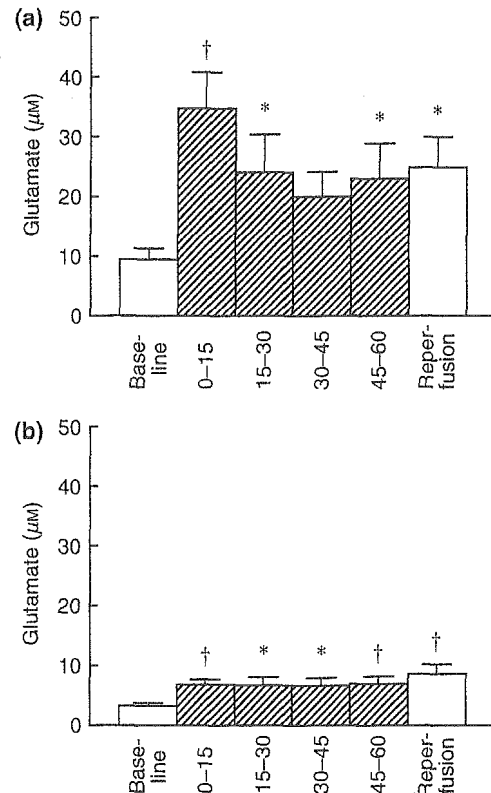 (a)
50
40
30
20
10
0
Glutamate (μM)
†
*
*
*
Base-
line
0–15
15–30
30–45
45–60
Reper-
fusion
(b)
50
40
30
20
10
0
Glutamate (μM)
†
*
*
†
†
Base-
line
0–15
15–30
30–45
45–60
Reper-
fusion